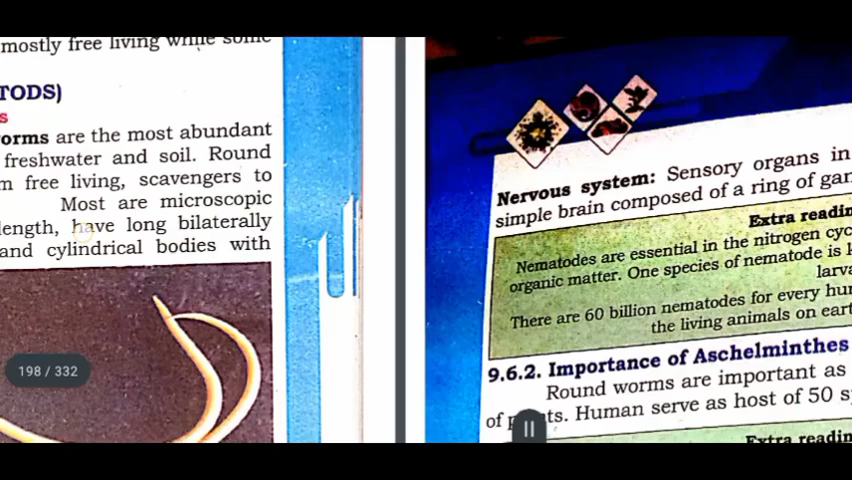 mostly free living while some
TODS)
s
orms are the most abundant
freshwater and soil. Round
m free living, scavengers to
Most are microscopic
length, have long bilaterally
and cylindrical bodies with
198 / 332
Nervous system: Sensory organs in
simple brain composed of a ring of gan
Extra readin
Nematodes are essential in the nitrogen cyc
organic matter. One species of nematode is k
larva
There are 60 billion nematodes for every hu
the living animals on eart
9.6.2. Importance of Aschelminthes
Round worms are important as
of Human serve as host of 50 s
Extra readin